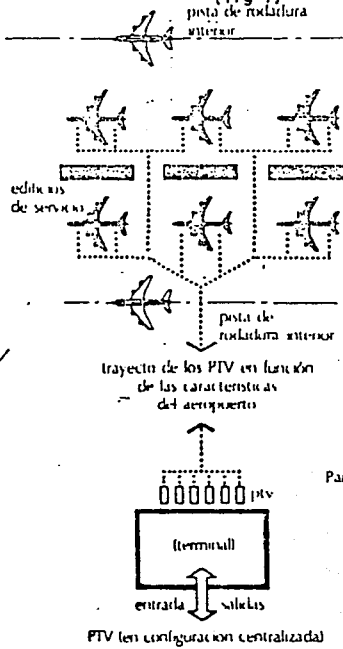 pista de rodadura
interior
edificios
de servicio
pista de
rodadura interior
trayecto de los PTV en función
de las características
del aeropuerto
ptv
(terminal)
entrada salidas
PTV (en configuración centralizada)